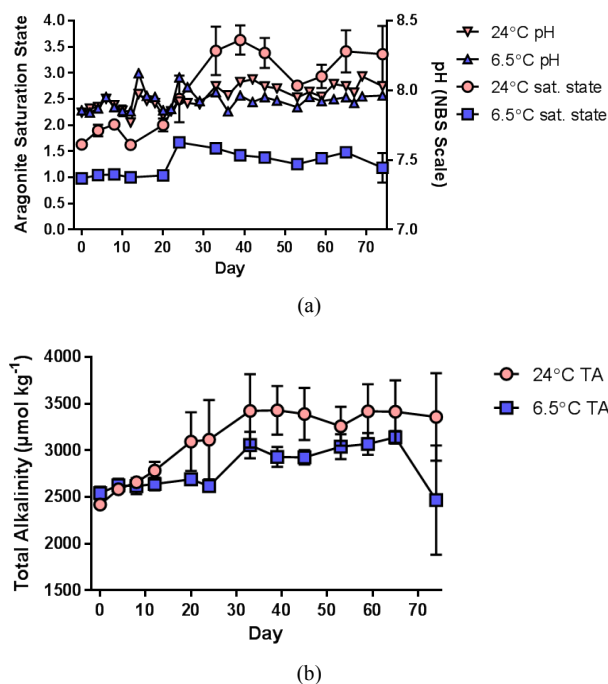 4.0
3.5
3.0
2.5
2.0
1.5
1.0
0.5
0.0
Aragonite Saturation State
8.5
8.0
7.5
7.0
pH (NBS Scale)
0 10 20 30 40 50 60 70
Day
24°C pH
6.5°C pH
24°C sat. state
6.5°C sat. state
(a)
4000
3500
3000
2500
2000
1500
Total Alkalinity (µmol kg⁻¹)
0 10 20 30 40 50 60 70
Day
24°C TA
6.5°C TA
(b)